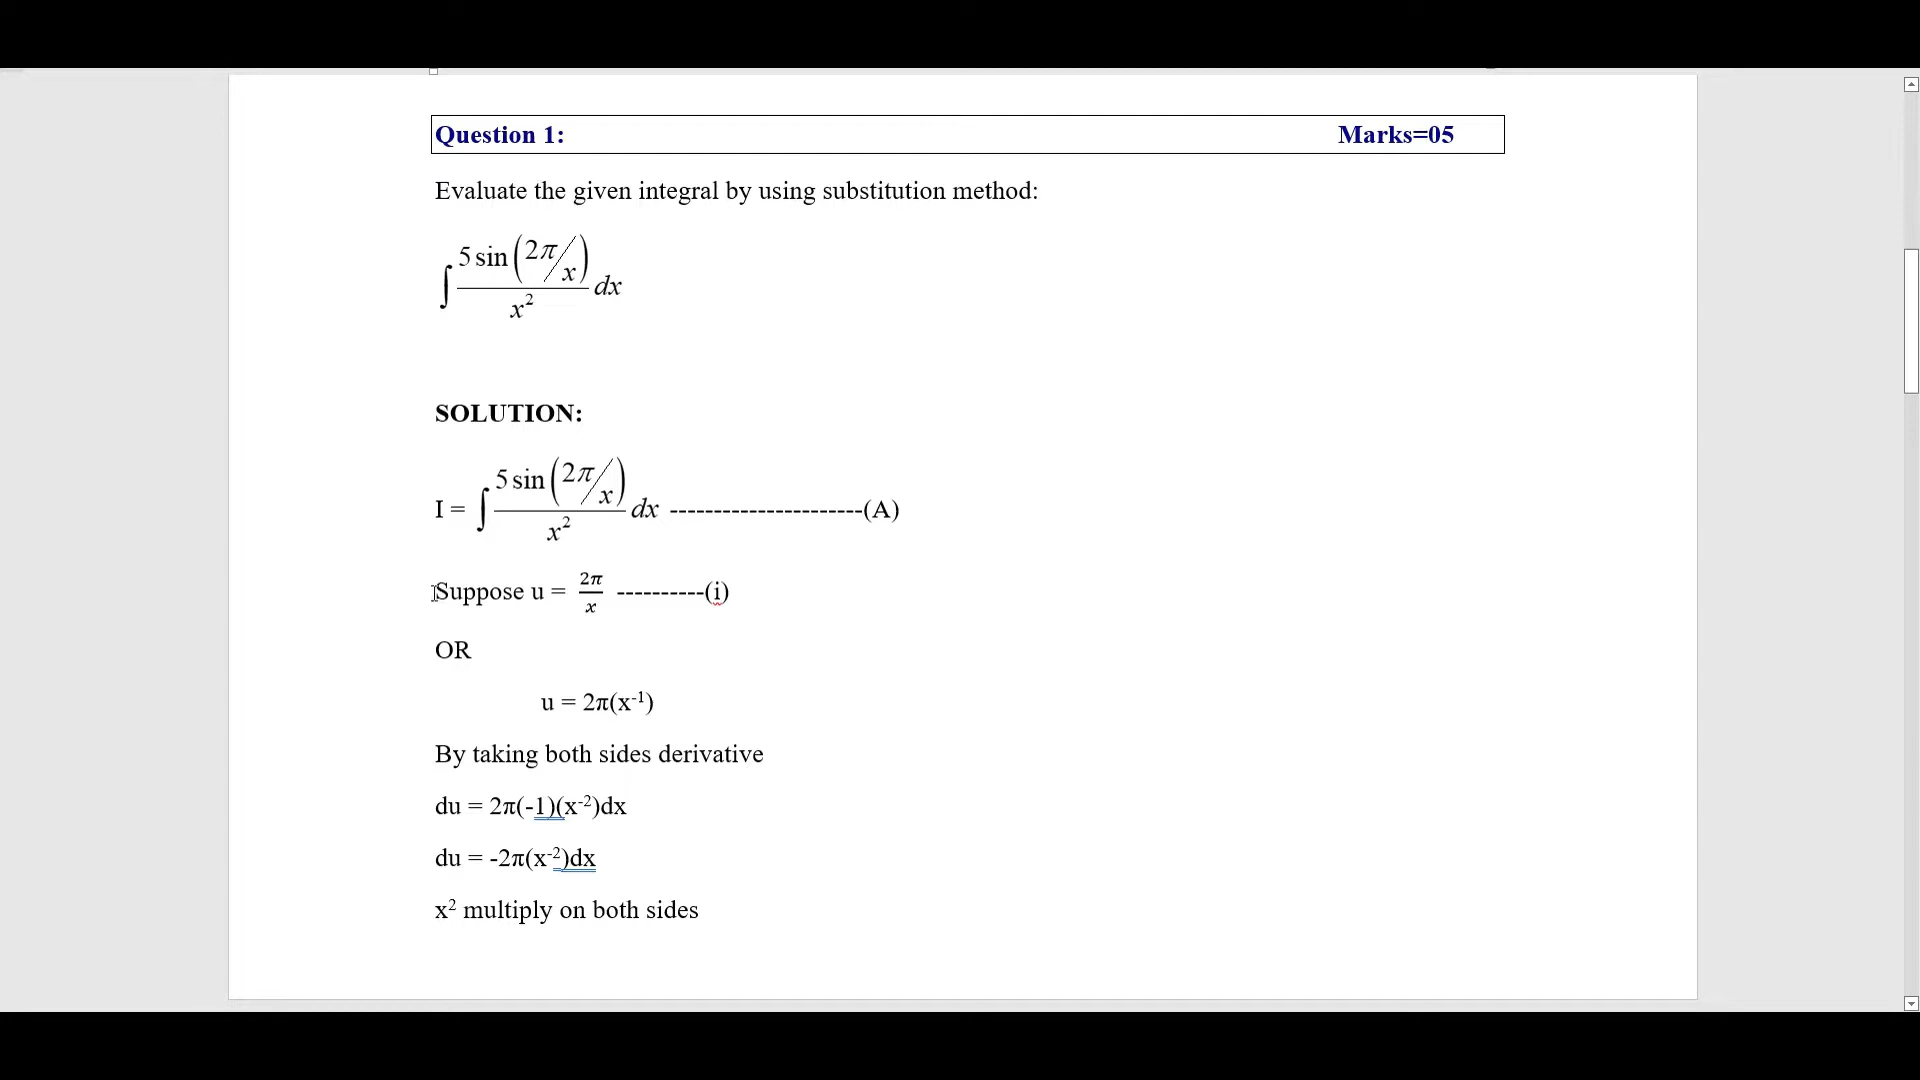 Question 1: Marks=05
Evaluate the given integral by using substitution method:
∫ 5 sin(2π/x) / x² dx
SOLUTION:
I = ∫ 5 sin(2π/x) / x² dx ----------------------(A)
Suppose u = 2π/x ----------(i)
OR
u = 2π(x⁻¹)
By taking both sides derivative
du = 2π(-1)(x⁻²)dx
du = -2π(x⁻²)dx
x² multiply on both sides